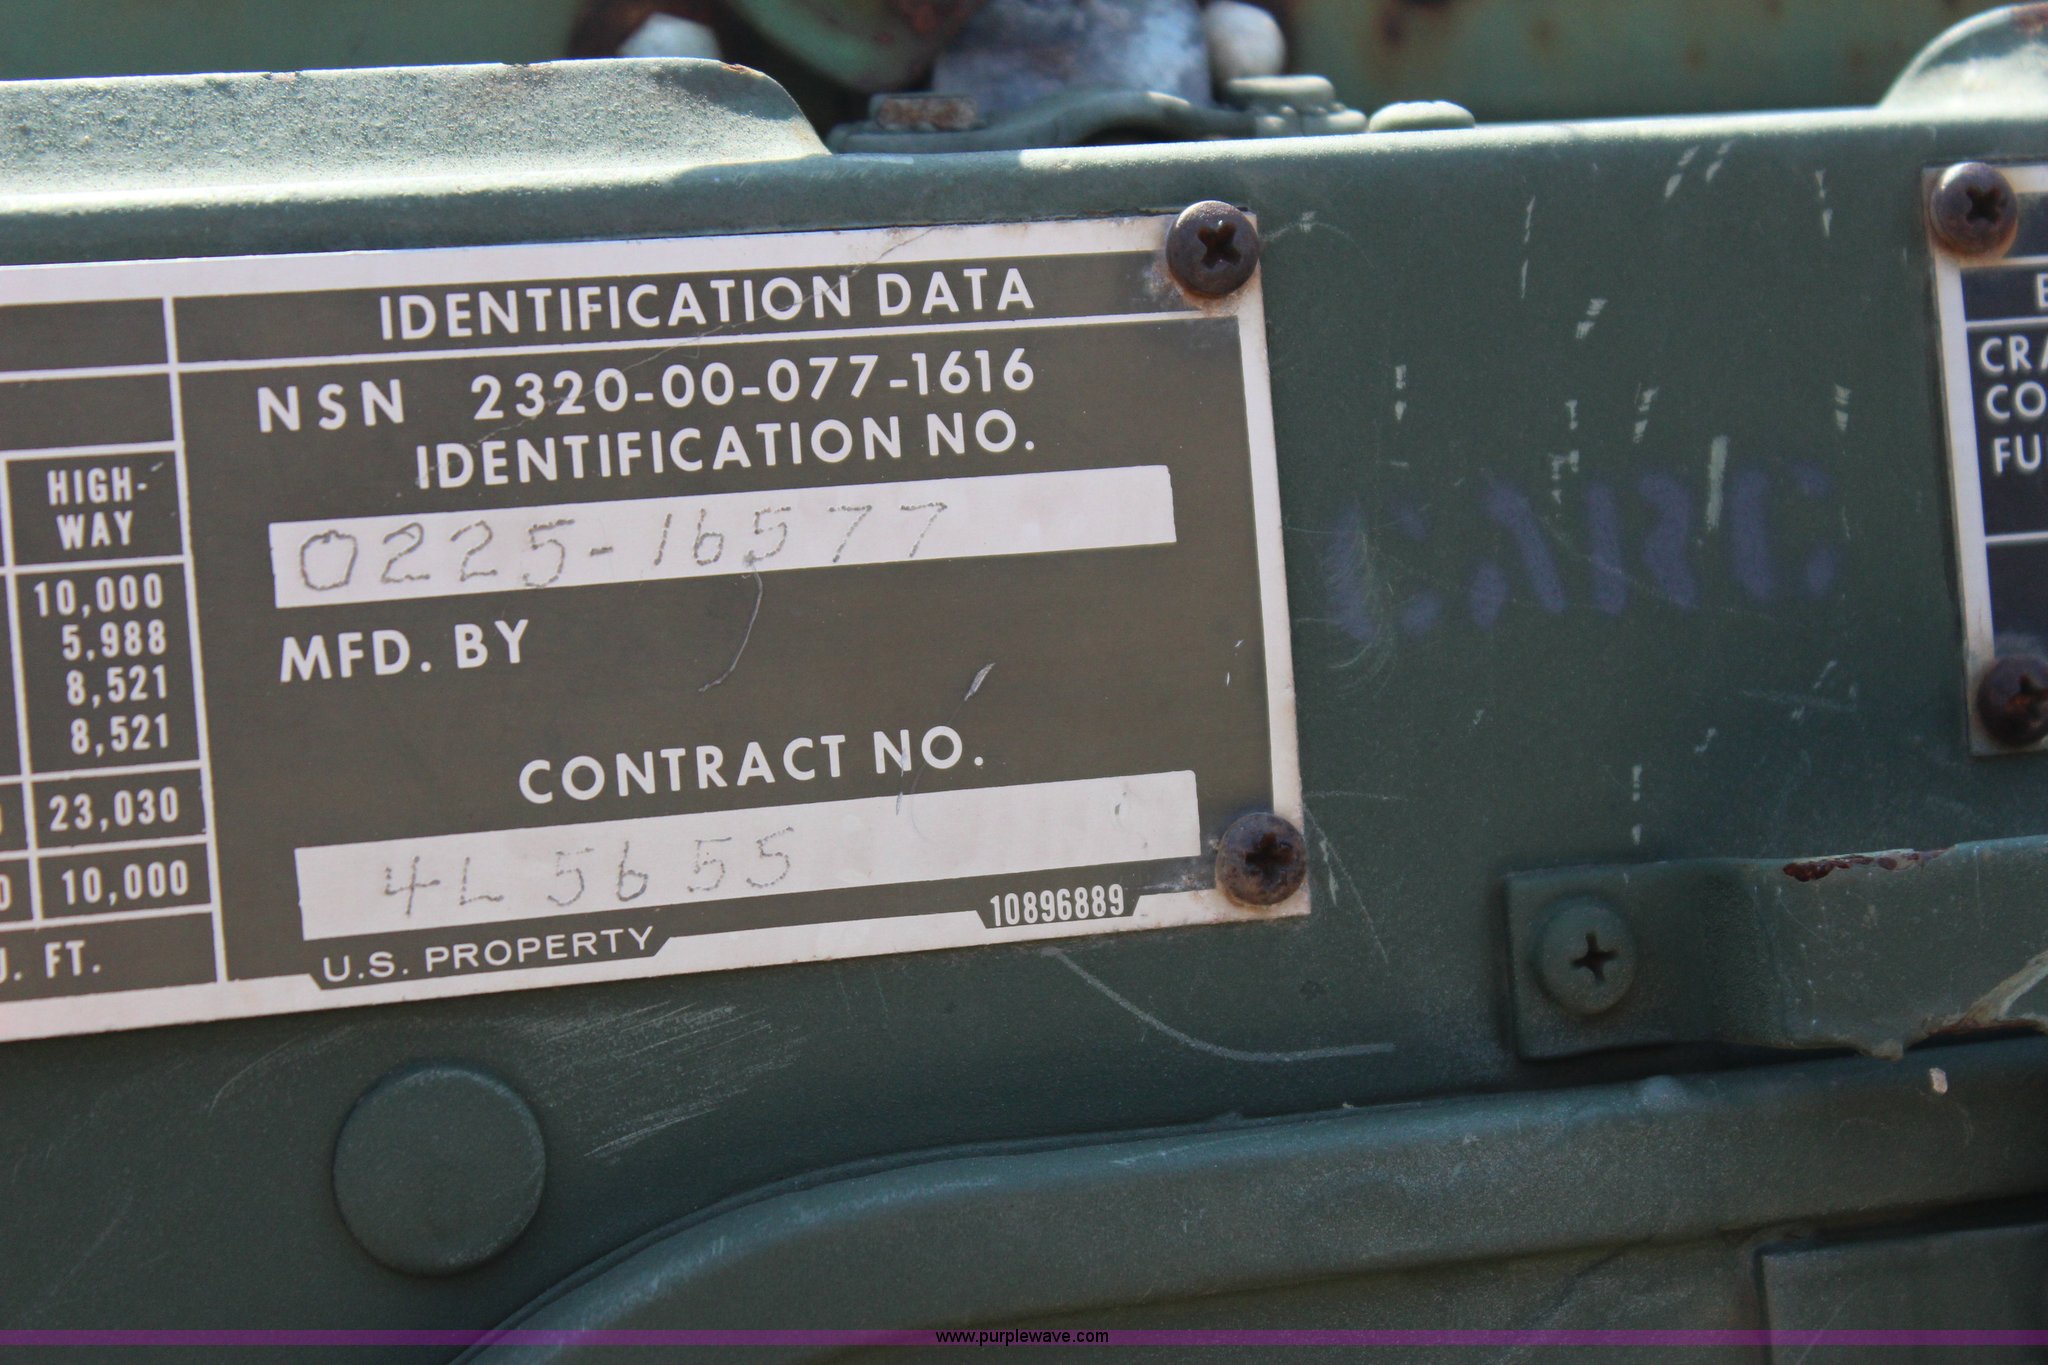 IDENTIFICATION DATA
NSN 2320-00-077-1616
IDENTIFICATION NO.
0225-16577
MFD. BY
CONTRACT NO.
4L5655
U.S. PROPERTY
10896889
HIGH-
WAY
10,000
5,988
8,521
8,521
23,030
10,000
FT.
CARC
CRA
CO
FU
www.purplewave.com